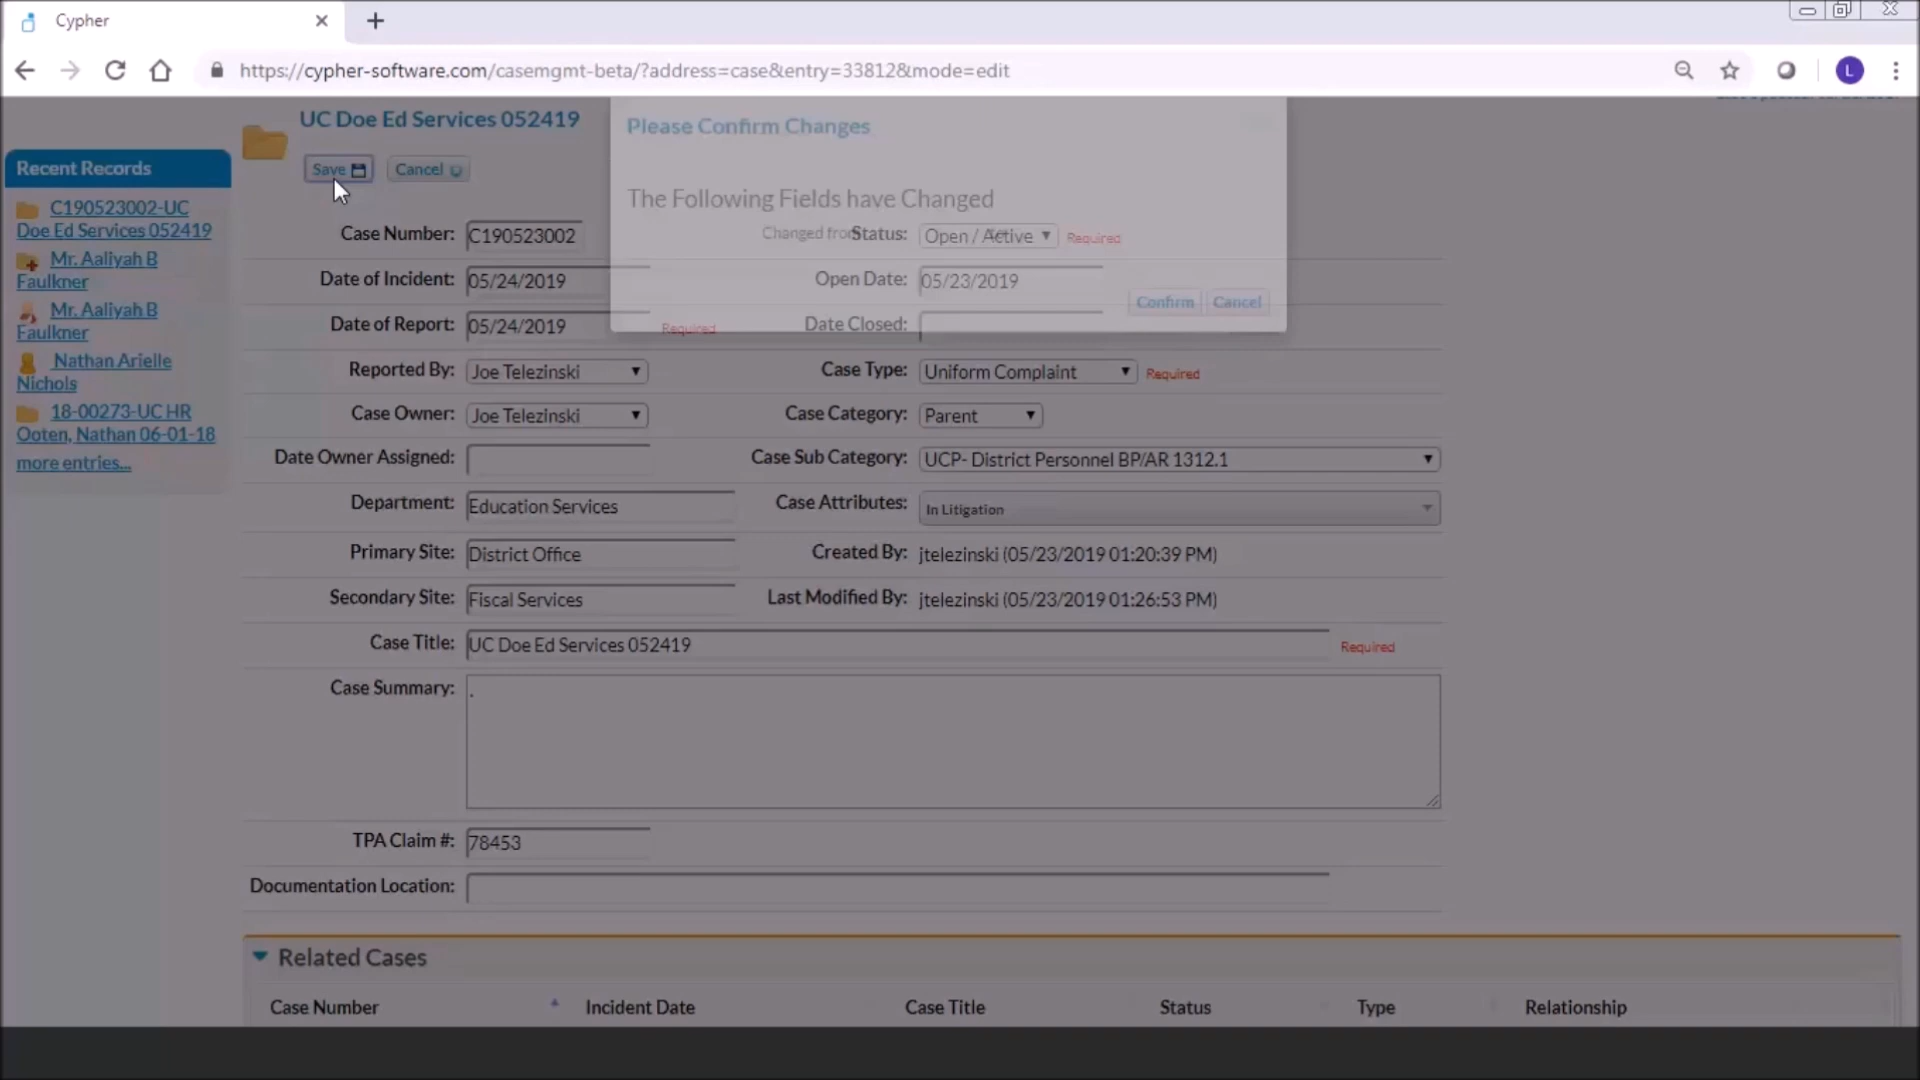 Cypher
https://cypher-software.com/casemgmt-beta/?address=case&entry=33812&mode=edit
L
UC Doe Ed Services 052419
Save
Cancel
Please Confirm Changes
The Following Fields have Changed
Changed from
Confirm
Cancel
Recent Records
C190523002-UC
Doe Ed Services 052419
Mr. Aaliyah B
Faulkner
Mr. Aaliyah B
Faulkner
Nathan Arielle
Nichols
18-00273-UC HR
Ooten, Nathan 06-01-18
more entries...
Case Number: C190523002
Status: Open / Active Required
Date of Incident: 05/24/2019
Open Date: 05/23/2019
Date of Report: 05/24/2019 Required
Date Closed:
Reported By: Joe Telezinski
Case Type: Uniform Complaint Required
Case Owner: Joe Telezinski
Case Category: Parent
Date Owner Assigned:
Case Sub Category: UCP- District Personnel BP/AR 1312.1
Department: Education Services
Case Attributes: In Litigation
Primary Site: District Office
Created By: jtelezinski (05/23/2019 01:20:39 PM)
Secondary Site: Fiscal Services
Last Modified By: jtelezinski (05/23/2019 01:26:53 PM)
Case Title: UC Doe Ed Services 052419 Required
Case Summary: .
TPA Claim #: 78453
Documentation Location:
Related Cases
Case Number Incident Date Case Title Status Type Relationship